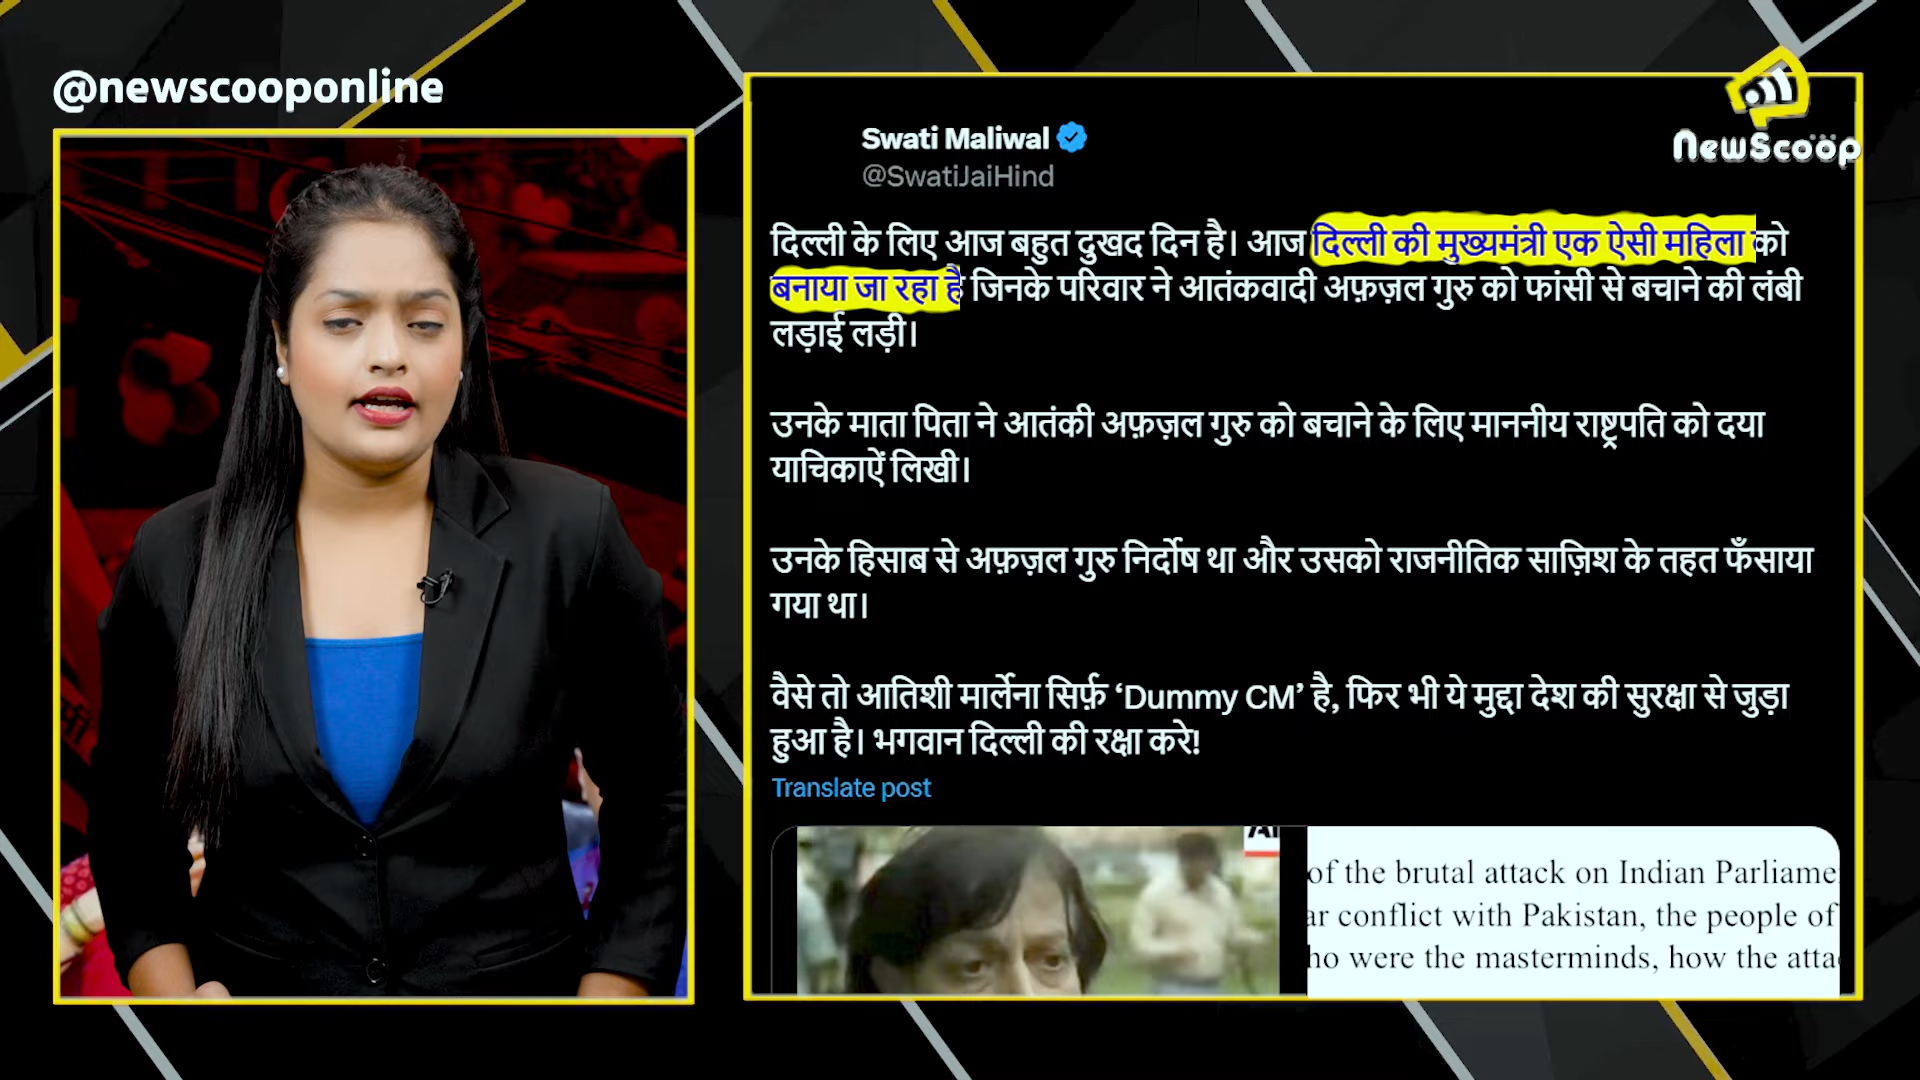 @newscooponline
NewScoop
Swati Maliwal
@SwatiJaiHind
दिल्ली के लिए आज बहुत दुखद दिन है। आज दिल्ली की मुख्यमंत्री एक ऐसी महिला को
बनाया जा रहा है जिनके परिवार ने आतंकवादी अफ़ज़ल गुरु को फांसी से बचाने की लंबी
लड़ाई लड़ी।
उनके माता पिता ने आतंकी अफ़ज़ल गुरु को बचाने के लिए माननीय राष्ट्रपति को दया
याचिकाऐं लिखी।
उनके हिसाब से अफ़ज़ल गुरु निर्दोष था और उसको राजनीतिक साज़िश के तहत फँसाया
गया था।
वैसे तो आतिशी मार्लेना सिर्फ़ ‘Dummy CM’ है, फिर भी ये मुद्दा देश की सुरक्षा से जुड़ा
हुआ है। भगवान दिल्ली की रक्षा करे!
Translate post
of the brutal attack on Indian Parliame
ar conflict with Pakistan, the people of
ho were the masterminds, how the atta